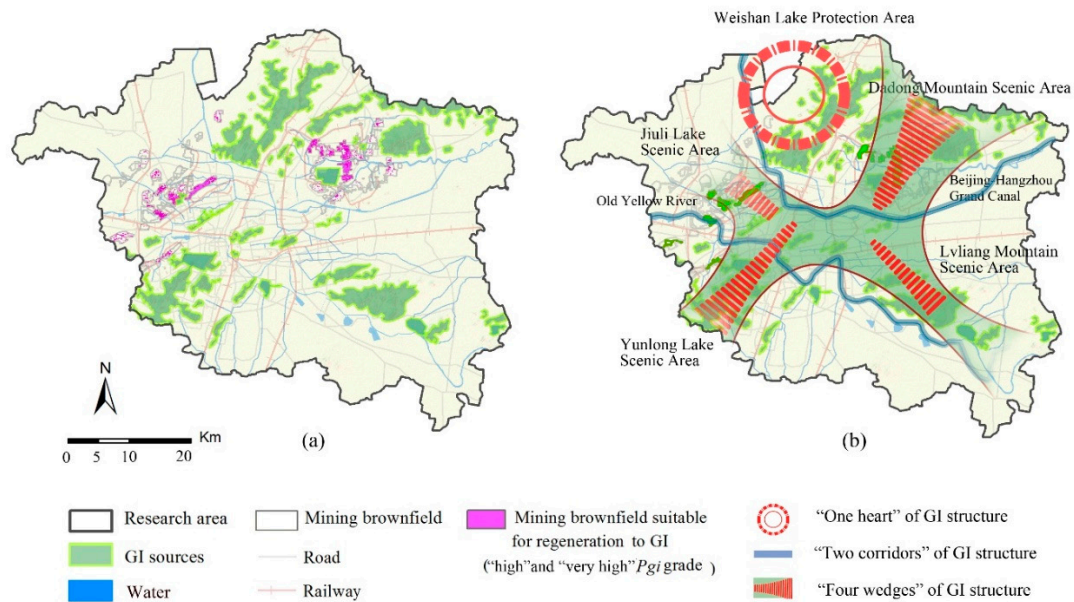 Weishan Lake Protection Area
Dadong Mountain Scenic Area
Jiuli Lake
Scenic Area
Old Yellow River
Beijing-Hangzhou
Grand Canal
Lvliang Mountain
Scenic Area
Yunlong Lake
Scenic Area
N
Km
0 5 10 20
(a)
(b)
Research area
GI sources
Water
Mining brownfield
Road
Railway
Mining brownfield suitable
for regeneration to GI
(“high”and “very high”Pgi grade)
“One heart” of GI structure
“Two corridors” of GI structure
“Four wedges” of GI structure